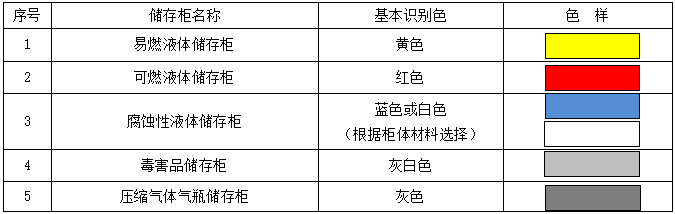 序号 储存柜名称 基本识别色 色 样
1 易燃液体储存柜 黄色
2 可燃液体储存柜 红色
3 腐蚀性液体储存柜 蓝色或白色
（根据柜体材料选择）
4 毒害品储存柜 灰白色
5 压缩气体气瓶储存柜 灰色